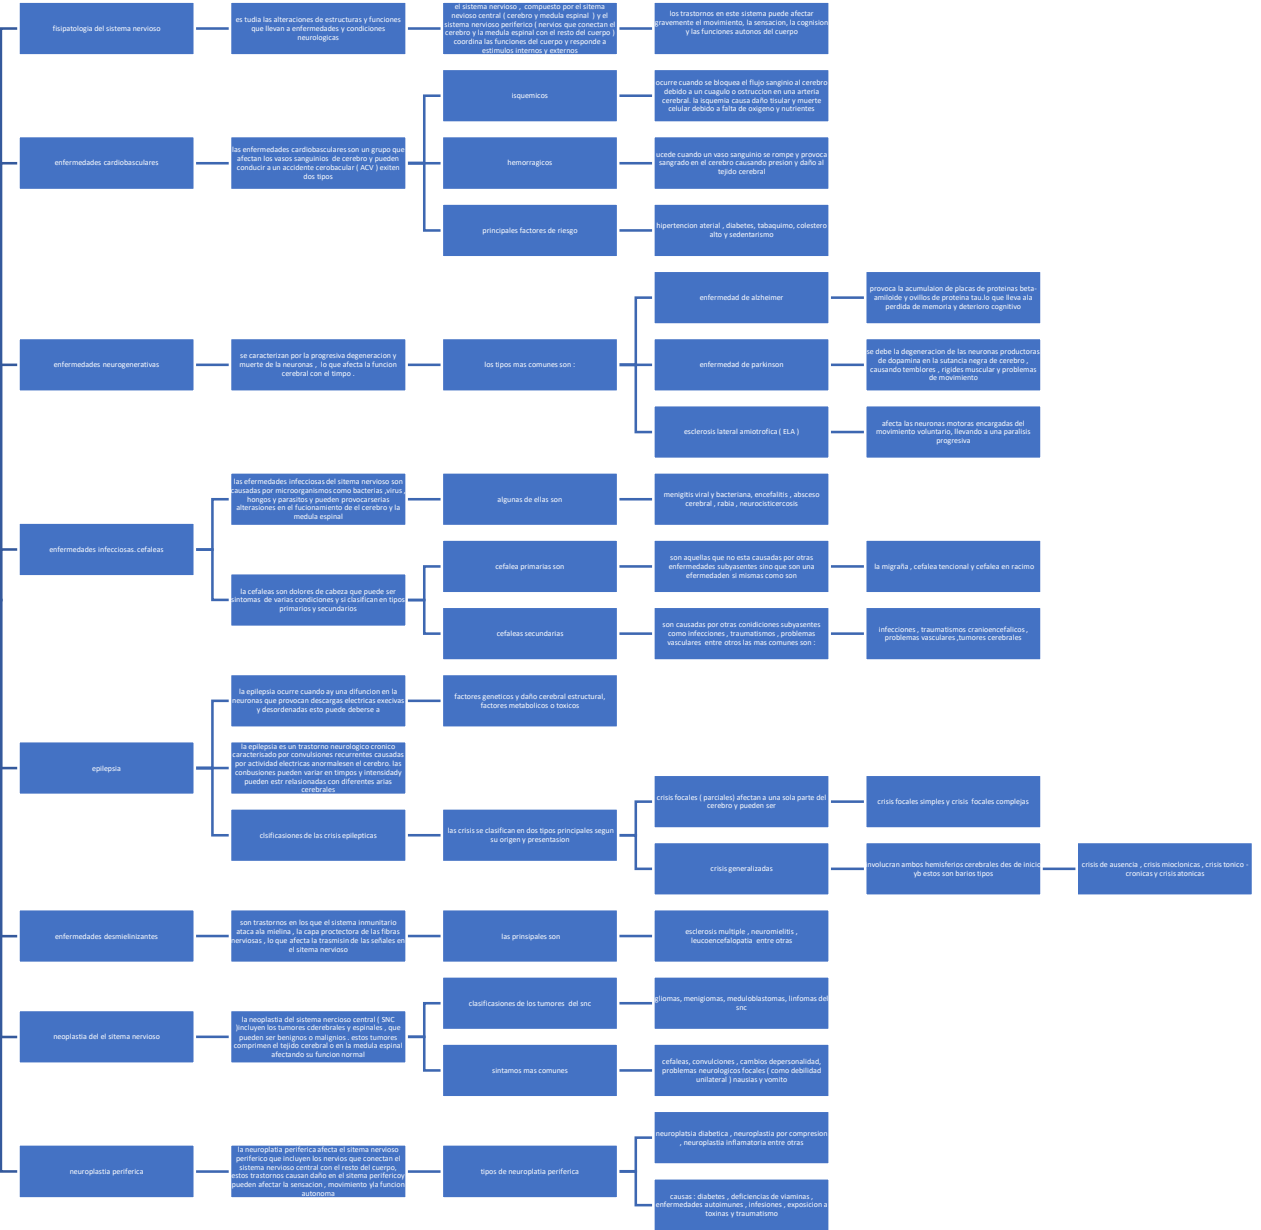 fisipatologia del sistema nervioso
es tudia las alteraciones de estructuras y funciones
que llevan a enfermedades y condiciones
neurologicas
el sistema nervioso , compuesto por el sitema
nevioso central ( cerebro y medula espinal ) y el
sistema nervioso periferico ( nervios que conectan el
cerebro y la medula espinal con el resto del cuerpo )
coordina las funciones del cuerpo y responde a
estimulos internos y externos
los trastornos en este sistema puede afectar
gravemente el movimiento, la sensacion, la cognision
y las funciones autonos del cuerpo
enfermedades cardiobasculares
las enfermedades cardiobasculares son un grupo que
afectan los vasos sanguinios de cerebro y pueden
conducir a un accidente cerobacular ( ACV ) exiten
dos tipos
isquemicos
ocurre cuando se bloquea el flujo sanginio al cerebro
debido a un cuagulo o ostruccion en una arteria
cerebral. la isquemia causa daño tisular y muerte
celular debido a falta de oxigeno y nutrientes
hemorragicos
ucede cuando un vaso sanguinio se rompe y provoca
sangrado en el cerebro causando presion y daño al
tejido cerebral
principales factores de riesgo
hipertencion aterial , diabetes, tabaquimo, colestero
alto y sedentarismo
enfermedades neurogenerativas
se caracterizan por la progresiva degeneracion y
muerte de la neuronas , lo que afecta la funcion
cerebral con el timpo .
los tipos mas comunes son :
enfermedad de alzheimer
provoca la acumulaion de placas de proteinas beta-
amiloide y ovillos de proteina tau.lo que lleva ala
perdida de memoria y deterioro cognitivo
enfermedad de parkinson
se debe la degeneracion de las neuronas productoras
de dopamina en la sutancia negra de cerebro ,
causando temblores , rigides muscular y problemas
de movimiento
esclerosis lateral amiotrofica ( ELA )
afecta las neuronas motoras encargadas del
movimiento voluntario, llevando a una paralisis
progresiva
enfermedades infecciosas. cefaleas
las efermedades infecciosas del sitema nervioso son
causadas por microorganismos como bacterias ,virus ,
hongos y parasitos y pueden provocarserias
alterasiones en el fucionamiento de el cerebro y la
medula espinal
algunas de ellas son
menigitis viral y bacteriana, encefalitis , absceso
cerebral , rabia , neurocisticercosis
la cefaleas son dolores de cabeza que puede ser
sintomas de varias condiciones y si clasifican en tipos
primarios y secundarios
cefalea primarias son
son aquellas que no esta causadas por otras
enfermedades subyasentes sino que son una
efermedaden si mismas como son
la migraña , cefalea tencional y cefalea en racimo
cefaleas secundarias
son causadas por otras conidiciones subyasentes
como infecciones , traumatismos , problemas
vasculares entre otros las mas comunes son :
infecciones , traumatismos cranioencefalicos ,
problemas vasculares ,tumores cerebrales
epilepsia
la epilepsia ocurre cuando ay una difuncion en la
neuronas que provocan descargas electricas execivas
y desordenadas esto puede deberse a
factores geneticos y daño cerebral estructural,
factores metabolicos o toxicos
la epilepsia es un trastorno neurologico cronico
caracterisado por convulsiones recurrentes causadas
por actividad electricas anormalesen el cerebro. las
conbusiones pueden variar en timpos y intensidady
pueden estr relasionadas con diferentes arias
cerebrales
clsificasiones de las crisis epilepticas
las crisis se clasifican en dos tipos principales segun
su origen y presentasion
crisis focales ( parciales) afectan a una sola parte del
cerebro y pueden ser
crisis focales simples y crisis focales complejas
crisis generalizadas
involucran ambos hemisferios cerebrales des de inicio
yb estos son barios tipos
crisis de ausencia , crisis mioclonicas , crisis tonico -
cronicas y crisis atonicas
enfermedades desmielinizantes
son trastornos en los que el sistema inmunitario
ataca ala mielina , la capa proctectora de las fibras
nerviosas , lo que afecta la trasmisin de las señales en
el sitema nervioso
las prinsipales son
esclerosis multiple , neuromielitis ,
leucoencefalopatia entre otras
neoplastia del el sitema nervioso
la neoplastia del sistema nercioso central ( SNC
)incluyen los tumores cderebrales y espinales , que
pueden ser benignos o malignios . estos tumores
comprimen el tejido cerebral o en la medula espinal
afectando su funcion normal
clasificasiones de los tumores del snc
gliomas, menigiomas, meduloblastomas, linfomas del
snc
sintamos mas comunes
cefaleas, convulciones , cambios depersonalidad,
problemas neurologicos focales ( como debilidad
unilateral ) nausias y vomito
neuroplastia periferica
la neuroplastia periferica afecta el sitema nervioso
periferico que incluyen los nervios que conectan el
sistema nervioso central con el resto del cuerpo,
estos trastornos causan daño en el sitema perifericoy
pueden afectar la sensacion , movimiento yla funcion
autonoma
tipos de neuroplatia periferica
neuroplatsia diabetica , neuroplastia por compresion
, neuroplastia inflamatoria entre otras
causas : diabetes , deficiencias de viaminas ,
enfermedades autoimunes , infesiones , exposicion a
toxinas y traumatismo